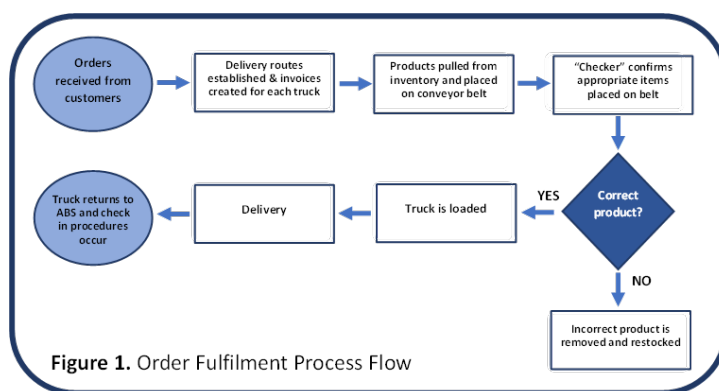 Orders
received from
customers
Delivery routes
established & invoices
created for each truck
Products pulled from
inventory and placed
on conveyor belt
“Checker” confirms
appropriate items
placed on belt
Correct
product?
YES
Truck is loaded
Delivery
Truck returns to
ABS and check
in procedures
occur
NO
Incorrect product is
removed and restocked
Figure 1. Order Fulfilment Process Flow